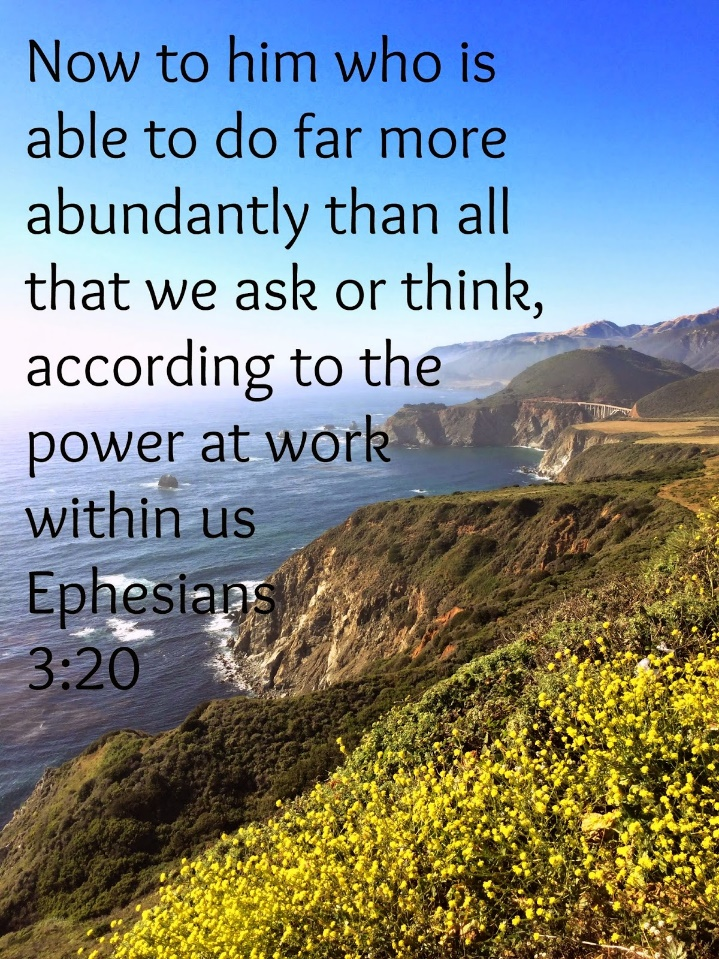 Now to him who is
able to do far more
abundantly than all
that we ask or think,
according to the
power at work
within us
Ephesians
3:20